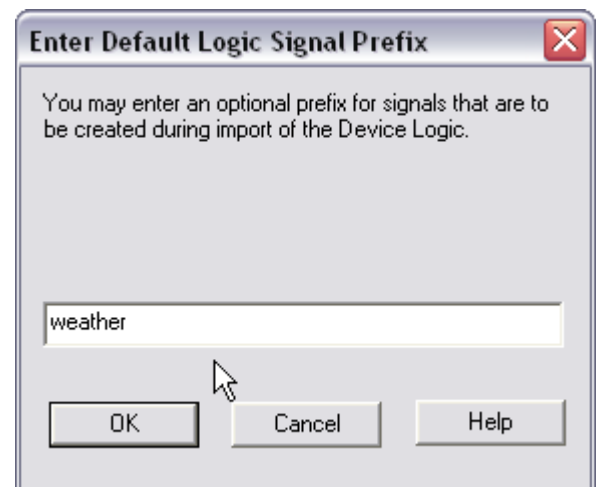 Enter Default Logic Signal Prefix
You may enter an optional prefix for signals that are to
be created during import of the Device Logic.
weather
OK Cancel Help